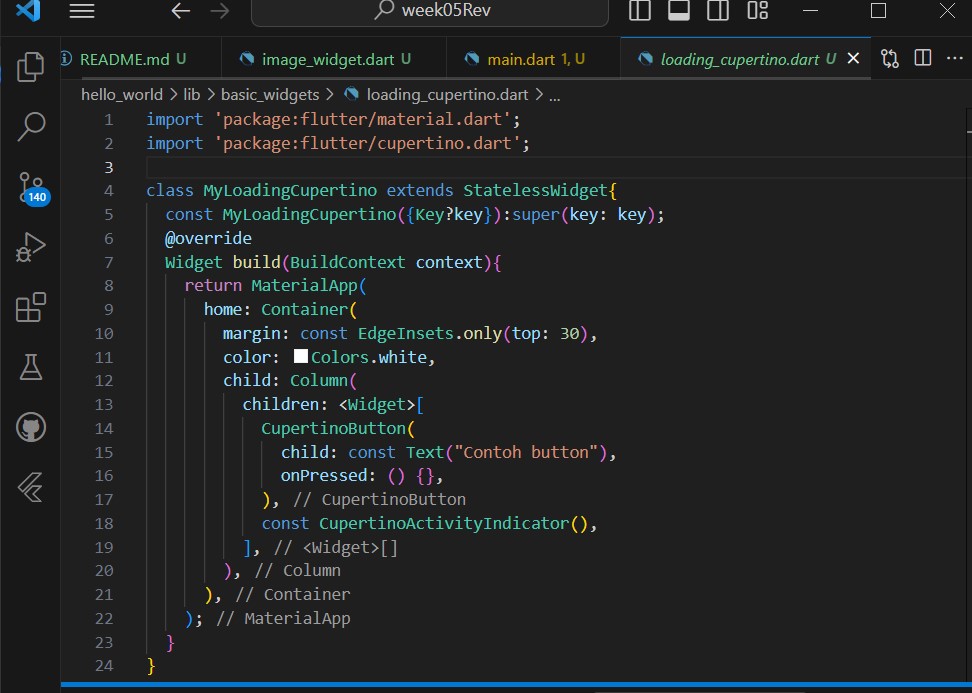 week05Rev
README.md U
image_widget.dart U
main.dart 1, U
loading_cupertino.dart U
hello_world > lib > basic_widgets > loading_cupertino.dart > ...
1 import 'package:flutter/material.dart';
2 import 'package:flutter/cupertino.dart';
3
4 class MyLoadingCupertino extends StatelessWidget{
5 const MyLoadingCupertino({Key?key}):super(key: key);
6 @override
7 Widget build(BuildContext context){
8 return MaterialApp(
9 home: Container(
10 margin: const EdgeInsets.only(top: 30),
11 color: Colors.white,
12 child: Column(
13 children: <Widget>[
14 CupertinoButton(
15 child: const Text("Contoh button"),
16 onPressed: () {},
17 ), // CupertinoButton
18 const CupertinoActivityIndicator(),
19 ], // <Widget>[]
20 ), // Column
21 ), // Container
22 ); // MaterialApp
23 }
24 }
140